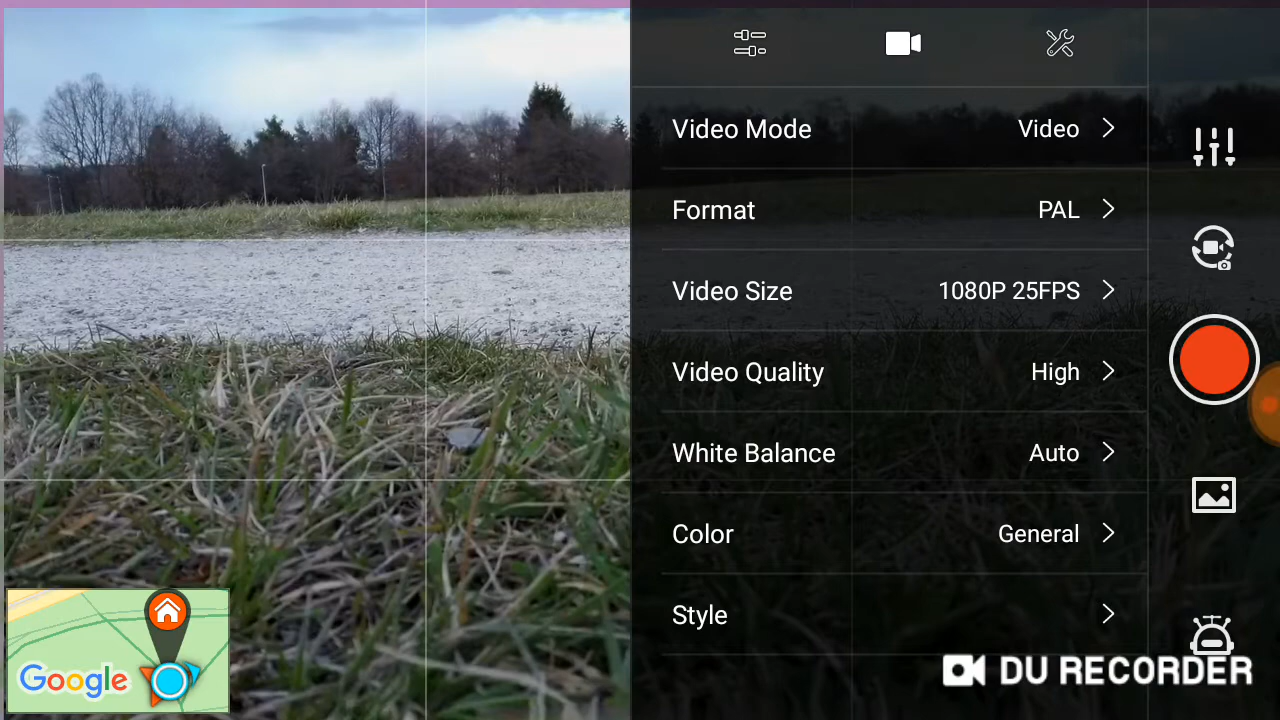 Video Mode Video
Format PAL
Video Size 1080P 25FPS
Video Quality High
White Balance Auto
Color General
Style
Google
DU RECORDER